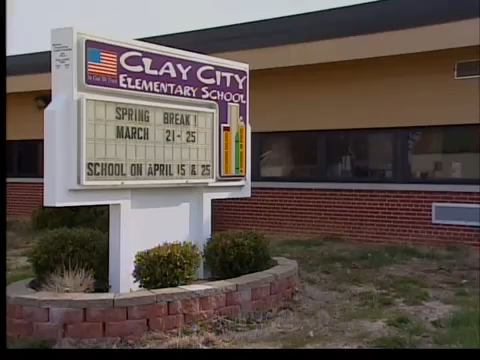 CLAY CITY
ELEMENTARY SCHOOL
SPRING BREAK!
MARCH 21-25
SCHOOL ON APRIL 15 & 25